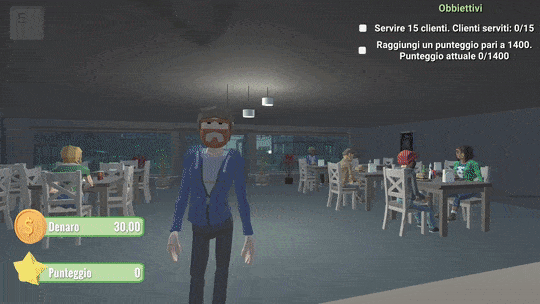 Obbiettivi
Servire 15 clienti. Clienti serviti: 0/15
Raggiungi un punteggio pari a 1400.
Punteggio attuale 0/1400
Denaro 30,00
Punteggio 0